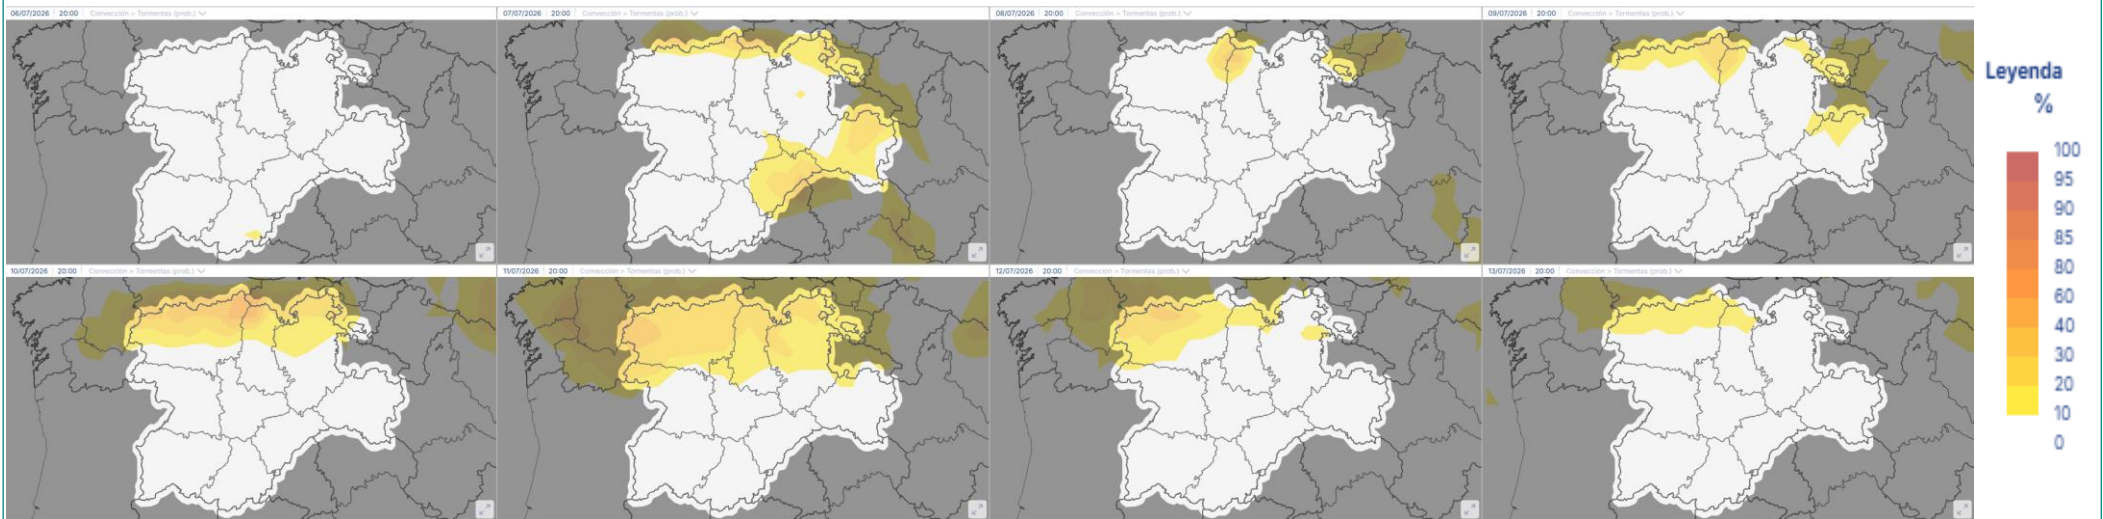 06/07/2026 20:00 Convección > Tormentas (prob.)
07/07/2026 20:00 Convección > Tormentas (prob.)
08/07/2026 20:00 Convección > Tormentas (prob.)
09/07/2026 20:00 Convección > Tormentas (prob.)
10/07/2026 20:00 Convección > Tormentas (prob.)
11/07/2026 20:00 Convección > Tormentas (prob.)
12/07/2026 20:00 Convección > Tormentas (prob.)
13/07/2026 20:00 Convección > Tormentas (prob.)
Leyenda
%
100
95
90
85
80
60
40
30
20
10
0